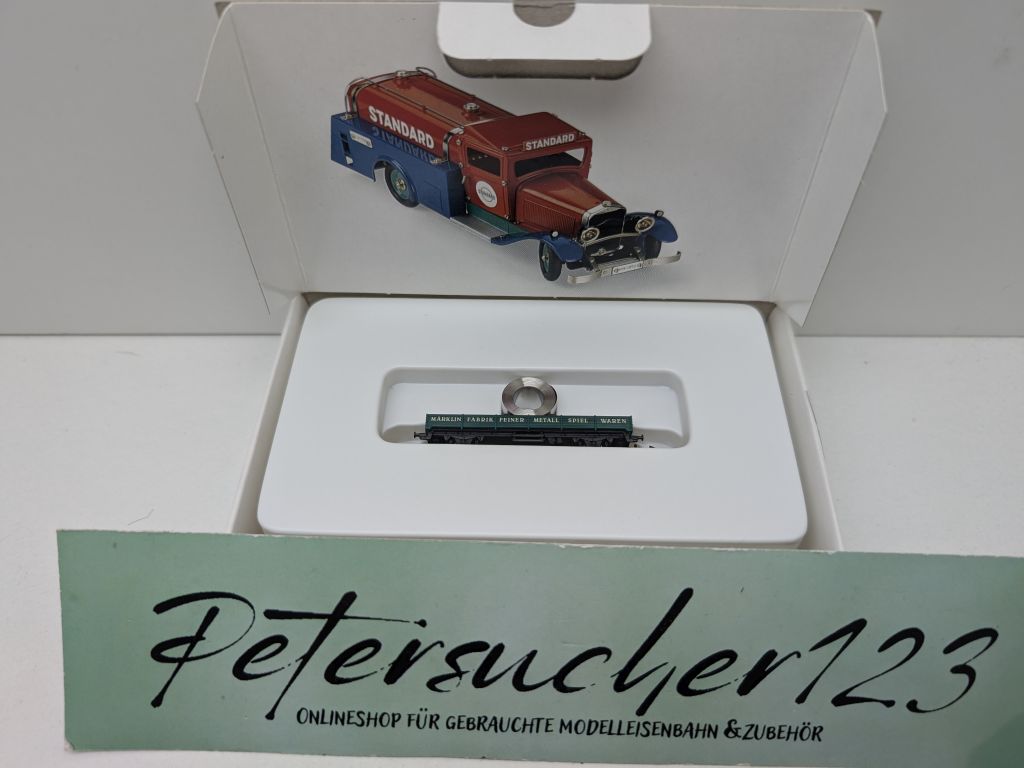 STANDARD
STANDARD
MÄRKLIN FABRIK FEINER METALL SPIEL WAREN
Petersucher123
ONLINESHOP FÜR GEBRAUCHTE MODELLEISENBAHN &ZUBEHÖR